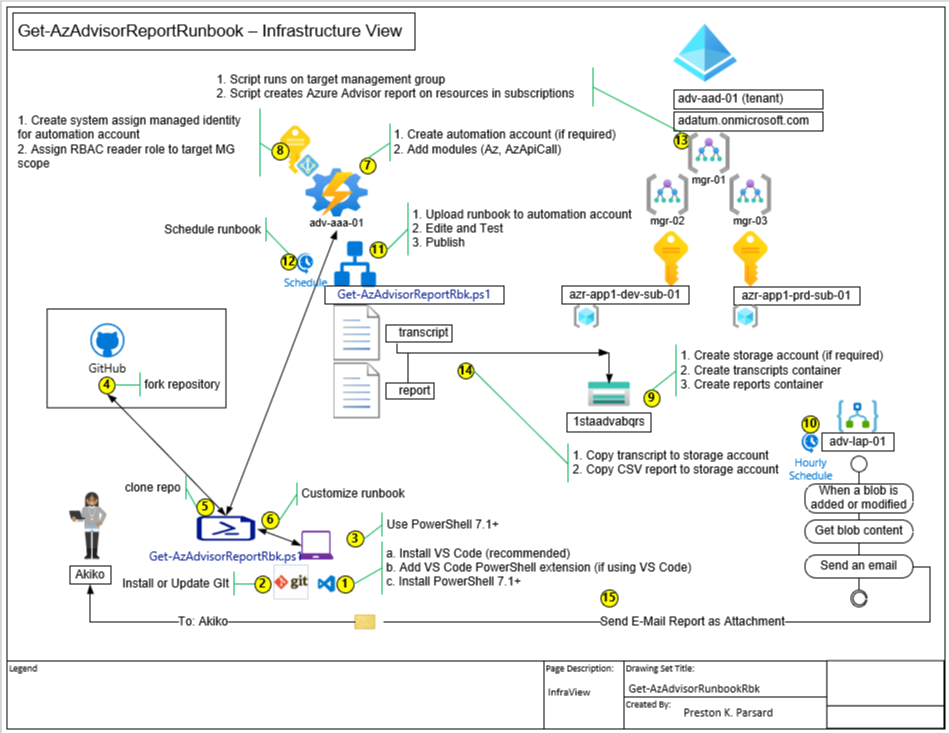 Get-AzAdvisorReportRunbook – Infrastructure View
1. Script runs on target management group
2. Script creates Azure Advisor report on resources in subscriptions
adv-aad-01 (tenant)
adatum.onmicrosoft.com
1. Create system assign managed identity
for automation account
2. Assign RBAC reader role to target MG
scope
8
7
1. Create automation account (if required)
2. Add modules (Az, AzApiCall)
13
mgr-01
mgr-02
mgr-03
adv-aaa-01
Schedule runbook
12
Schedule
11
1. Upload runbook to automation account
2. Edite and Test
3. Publish
Get-AzAdvisorReportRbk.ps1
azr-app1-dev-sub-01
azr-app1-prd-sub-01
transcript
report
GitHub
4
fork repository
14
1. Create storage account (if required)
2. Create transcripts container
3. Create reports container
9
1staadvabqrs
10
adv-lap-01
Hourly
Schedule
1. Copy transcript to storage account
2. Copy CSV report to storage account
When a blob is
added or modified
Get blob content
Send an email
clone repo
5
6
Customize runbook
3
Use PowerShell 7.1+
Get-AzAdvisorReportRbk.ps1
Akiko
Install or Update GIt
2
git
1
a. Install VS Code (recommended)
b. Add VS Code PowerShell extension (if using VS Code)
c. Install PowerShell 7.1+
15
To: Akiko
Send E-Mail Report as Attachment
Legend
Page Description:
InfraView
Drawing Set Title:
Get-AzAdvisorRunbookRbk
Created By:
Preston K. Parsard